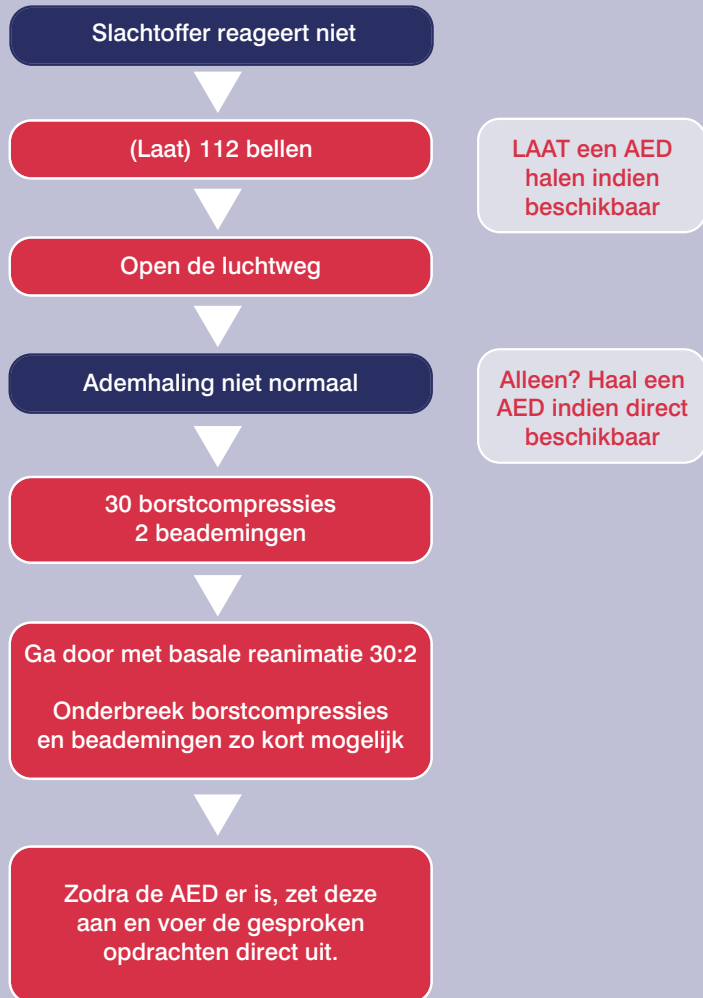 Slachtoffer reageert niet
(Laat) 112 bellen
LAAT een AED
halen indien
beschikbaar
Open de luchtweg
Ademhaling niet normaal
Alleen? Haal een
AED indien direct
beschikbaar
30 borstcompressies
2 beademingen
Ga door met basale reanimatie 30:2
Onderbreek borstcompressies
en beademingen zo kort mogelijk
Zodra de AED er is, zet deze
aan en voer de gesproken
opdrachten direct uit.